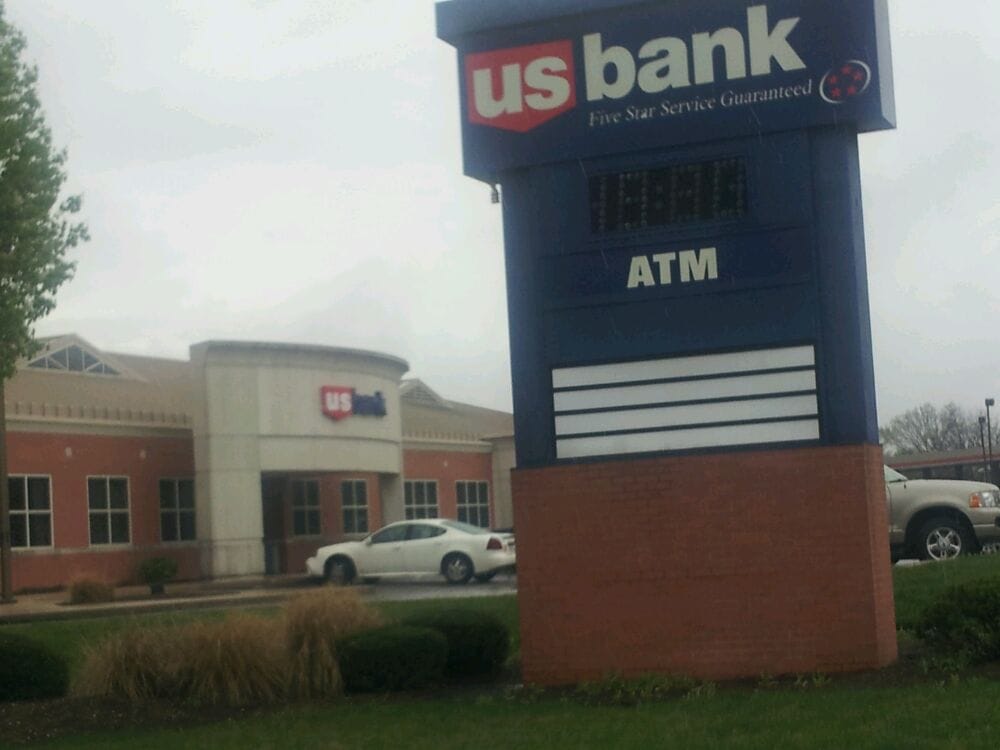 us bank
Five Star Service Guaranteed
ATM
us bank